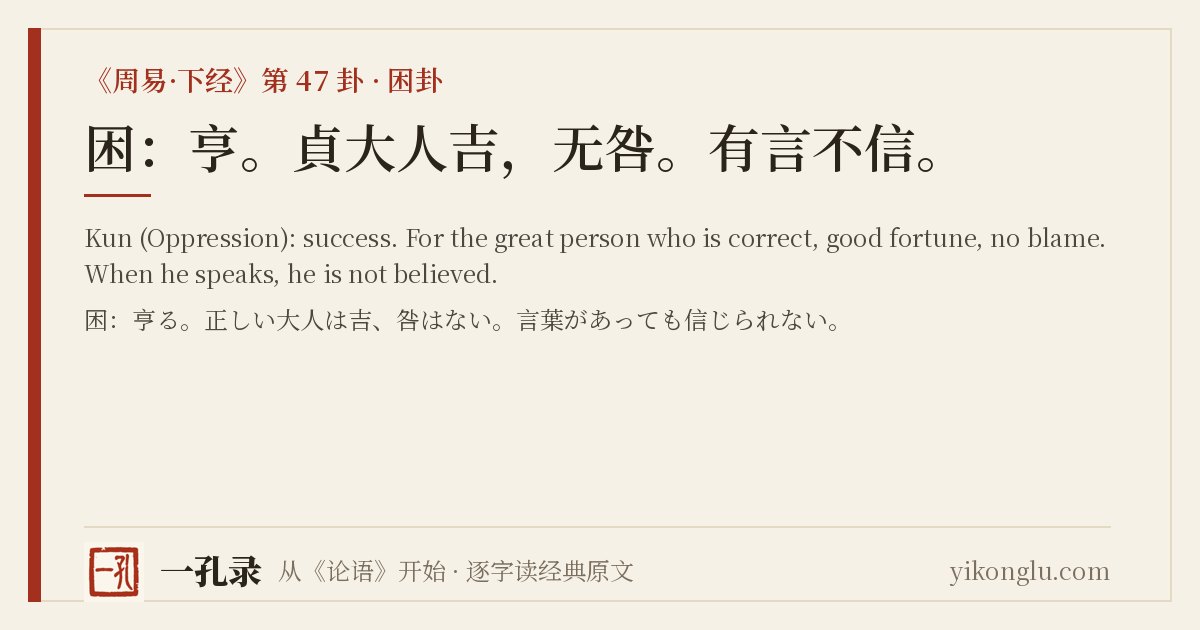 《周易·下经》第 47 卦 · 困卦
困：亨。貞大人吉，无咎。有言不信。
Kun (Oppression): success. For the great person who is correct, good fortune, no blame.
When he speaks, he is not believed.
困：亨る。正しい大人は吉、咎はない。言葉があっても信じられない。
一孔
一孔录 从《论语》开始 · 逐字读经典原文 yikonglu.com